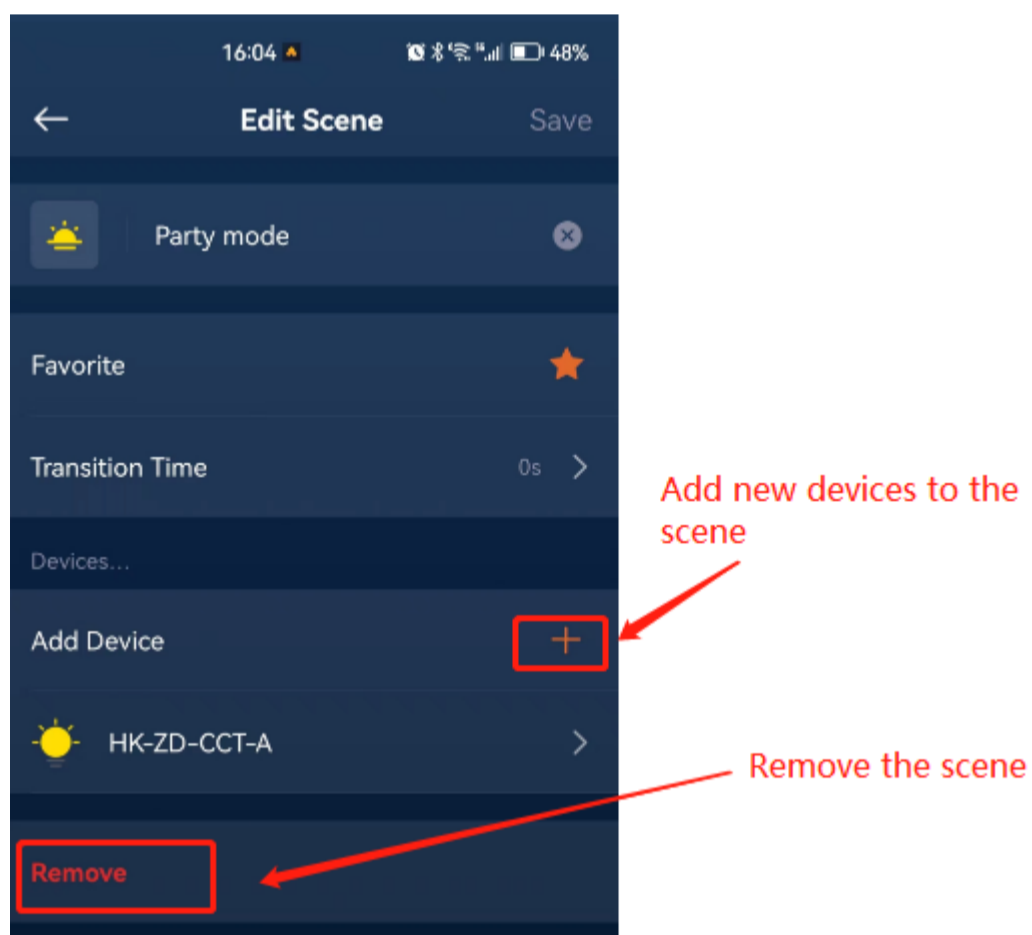 16:04 48%
Edit Scene Save
Party mode
Favorite
Transition Time 0s
Add new devices to the
scene
Devices...
Add Device
HK-ZD-CCT-A
Remove the scene
Remove